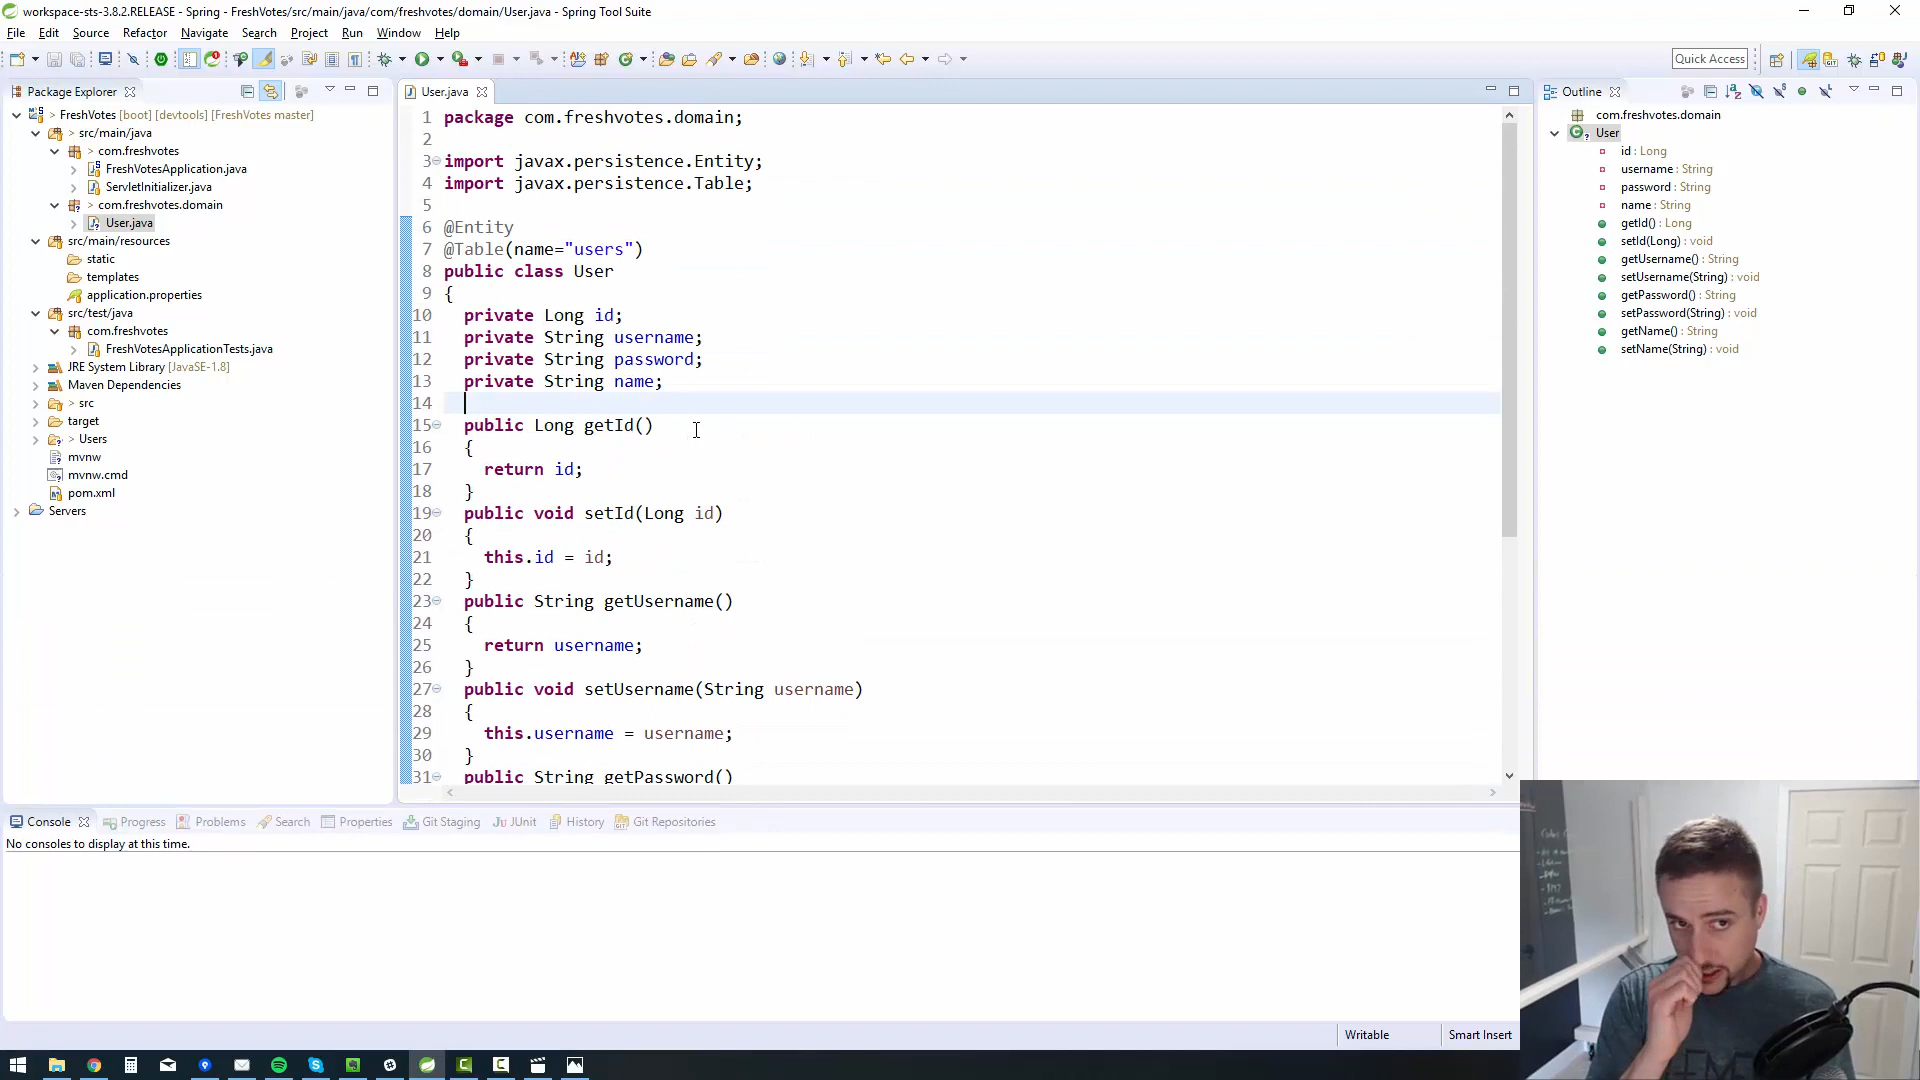 workspace-sts-3.8.2.RELEASE - Spring - FreshVotes/src/main/java/com/freshvotes/domain/User.java - Spring Tool Suite
File Edit Source Refactor Navigate Search Project Run Window Help
Quick Access
Package Explorer
FreshVotes [boot] [devtools] [FreshVotes master]
src/main/java
com.freshvotes
FreshVotesApplication.java
ServletInitializer.java
com.freshvotes.domain
User.java
src/main/resources
static
templates
application.properties
src/test/java
com.freshvotes
FreshVotesApplicationTests.java
JRE System Library [JavaSE-1.8]
Maven Dependencies
src
target
Users
mvnw
mvnw.cmd
pom.xml
Servers
User.java
1 package com.freshvotes.domain;
2
3 import javax.persistence.Entity;
4 import javax.persistence.Table;
5
6 @Entity
7 @Table(name="users")
8 public class User
9 {
10 private Long id;
11 private String username;
12 private String password;
13 private String name;
14
15 public Long getId()
16 {
17 return id;
18 }
19 public void setId(Long id)
20 {
21 this.id = id;
22 }
23 public String getUsername()
24 {
25 return username;
26 }
27 public void setUsername(String username)
28 {
29 this.username = username;
30 }
31 public String getPassword()
Outline
com.freshvotes.domain
User
id : Long
username : String
password : String
name : String
getId() : Long
setId(Long) : void
getUsername() : String
setUsername(String) : void
getPassword() : String
setPassword(String) : void
getName() : String
setName(String) : void
Console Progress Problems Search Properties Git Staging JUnit History Git Repositories
No consoles to display at this time.
Writable Smart Insert